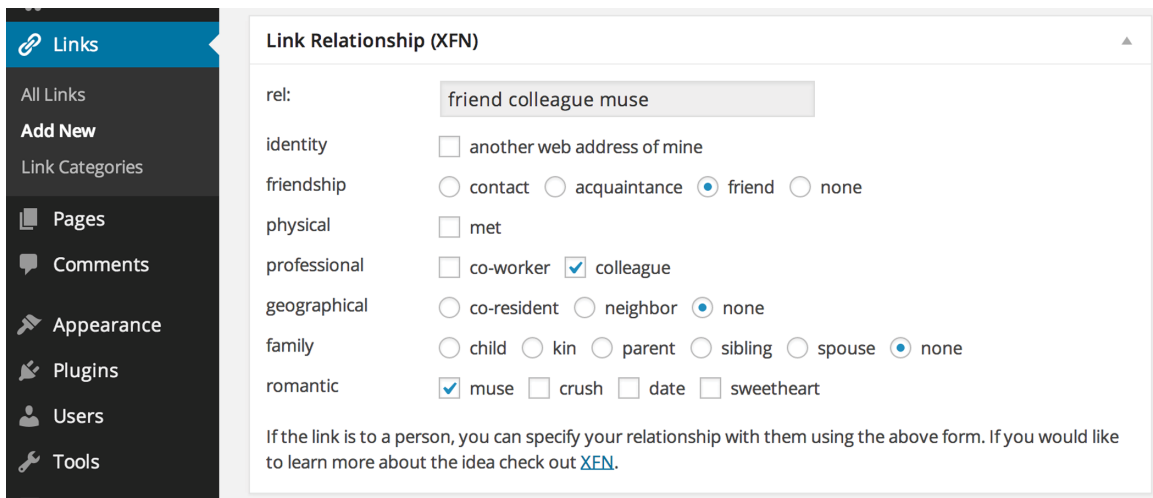 Links
All Links
Add New
Link Categories
Pages
Comments
Appearance
Plugins
Users
Tools
Link Relationship (XFN)
rel: friend colleague muse
identity another web address of mine
friendship contact acquaintance friend none
physical met
professional co-worker colleague
geographical co-resident neighbor none
family child kin parent sibling spouse none
romantic muse crush date sweetheart
If the link is to a person, you can specify your relationship with them using the above form. If you would like
to learn more about the idea check out XFN.